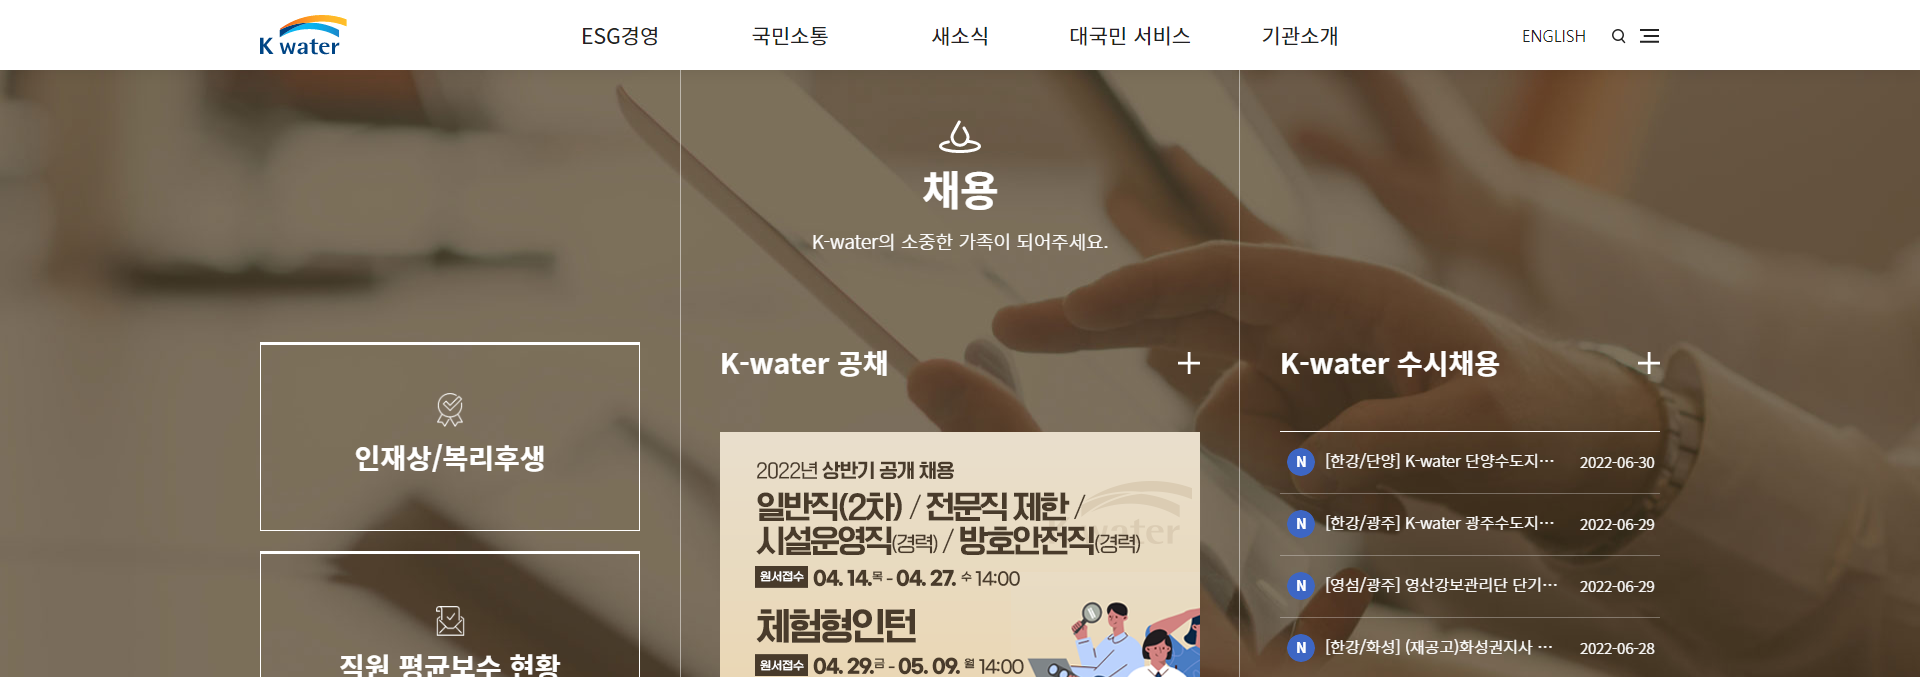 K water
ESG경영
국민소통
새소식
대국민 서비스
기관소개
ENGLISH
채용
K-water의 소중한 가족이 되어주세요.
인재상/복리후생
직원 평균보수 현황
K-water 공채
2022년 상반기 공개 채용
일반직(2차) / 전문직 제한 /
시설운영직(경력) / 방호안전직(경력)
원서접수 04. 14.목 - 04. 27. 수 14:00
체험형인턴
원서접수 04. 29.금 - 05. 09. 월 14:00
K-water 수시채용
N [한강/단양] K-water 단양수도지… 2022-06-30
N [한강/광주] K-water 광주수도지… 2022-06-29
N [영섬/광주] 영산강보관리단 단기… 2022-06-29
N [한강/화성] (재공고)화성권지사 … 2022-06-28